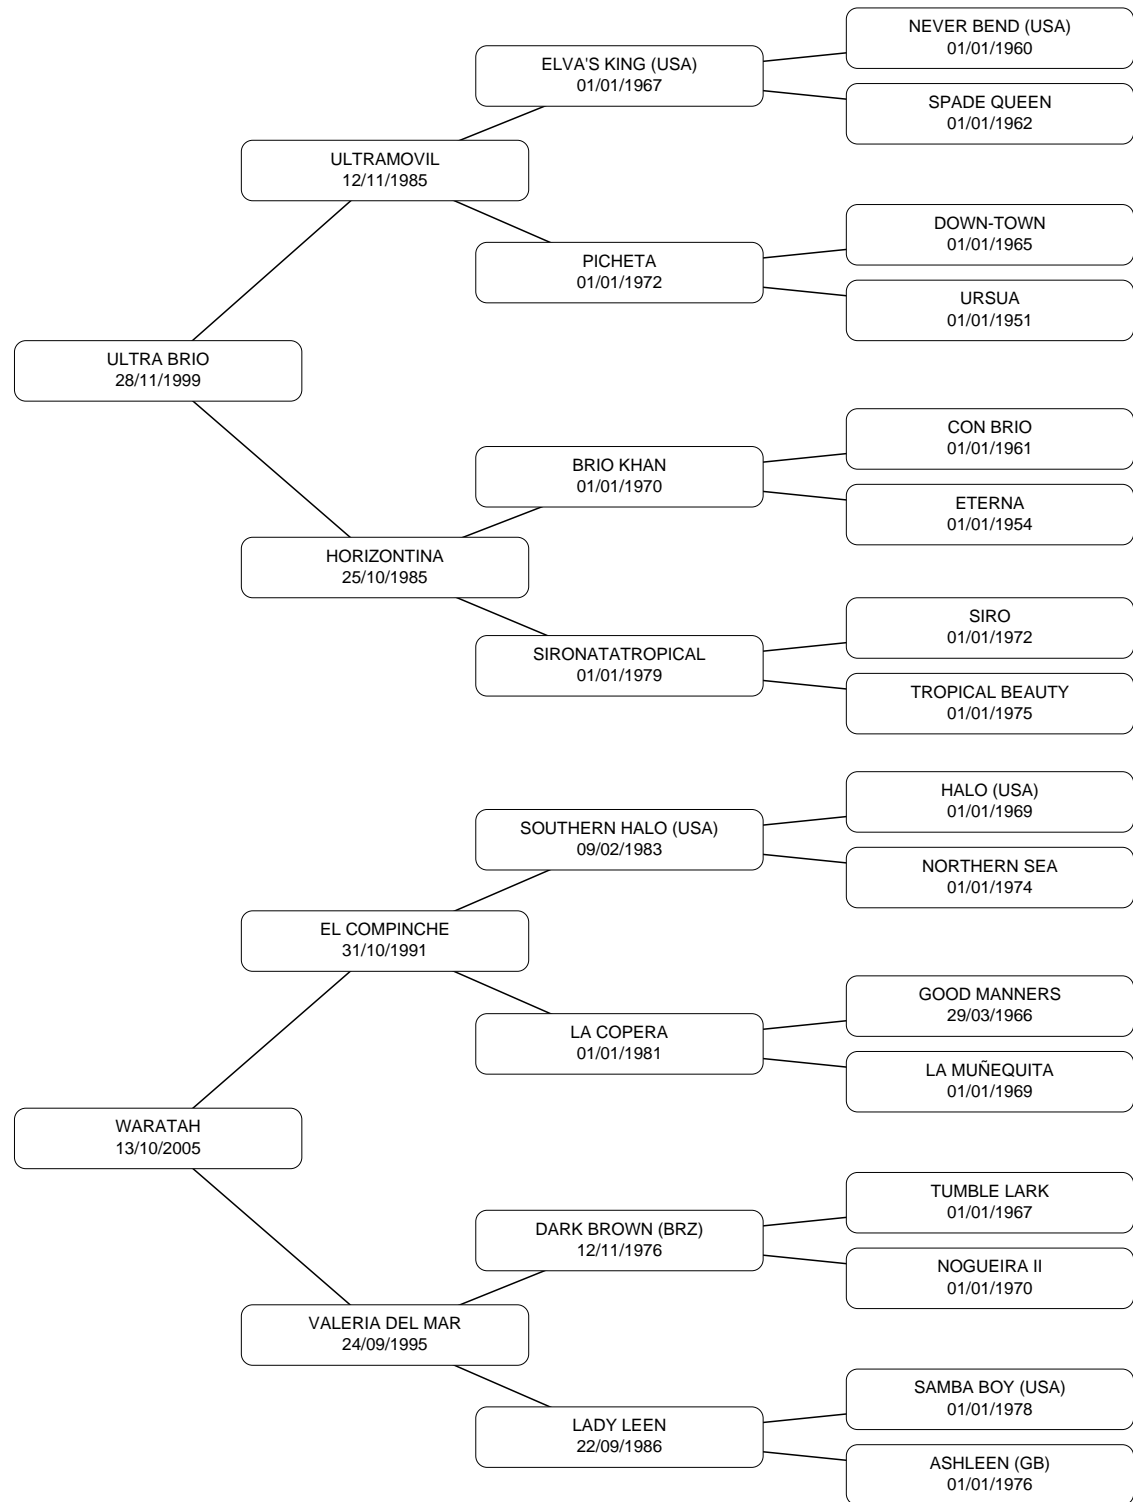 NEVER BEND (USA)
01/01/1960
ELVA'S KING (USA)
01/01/1967
SPADE QUEEN
01/01/1962
ULTRAMOVIL
12/11/1985
DOWN-TOWN
01/01/1965
PICHETA
01/01/1972
URSUA
01/01/1951
ULTRA BRIO
28/11/1999
CON BRIO
01/01/1961
BRIO KHAN
01/01/1970
ETERNA
01/01/1954
HORIZONTINA
25/10/1985
SIRO
01/01/1972
SIRONATATROPICAL
01/01/1979
TROPICAL BEAUTY
01/01/1975
HALO (USA)
01/01/1969
SOUTHERN HALO (USA)
09/02/1983
NORTHERN SEA
01/01/1974
EL COMPINCHE
31/10/1991
GOOD MANNERS
29/03/1966
LA COPERA
01/01/1981
LA MUÑEQUITA
01/01/1969
WARATAH
13/10/2005
TUMBLE LARK
01/01/1967
DARK BROWN (BRZ)
12/11/1976
NOGUEIRA II
01/01/1970
VALERIA DEL MAR
24/09/1995
SAMBA BOY (USA)
01/01/1978
LADY LEEN
22/09/1986
ASHLEEN (GB)
01/01/1976